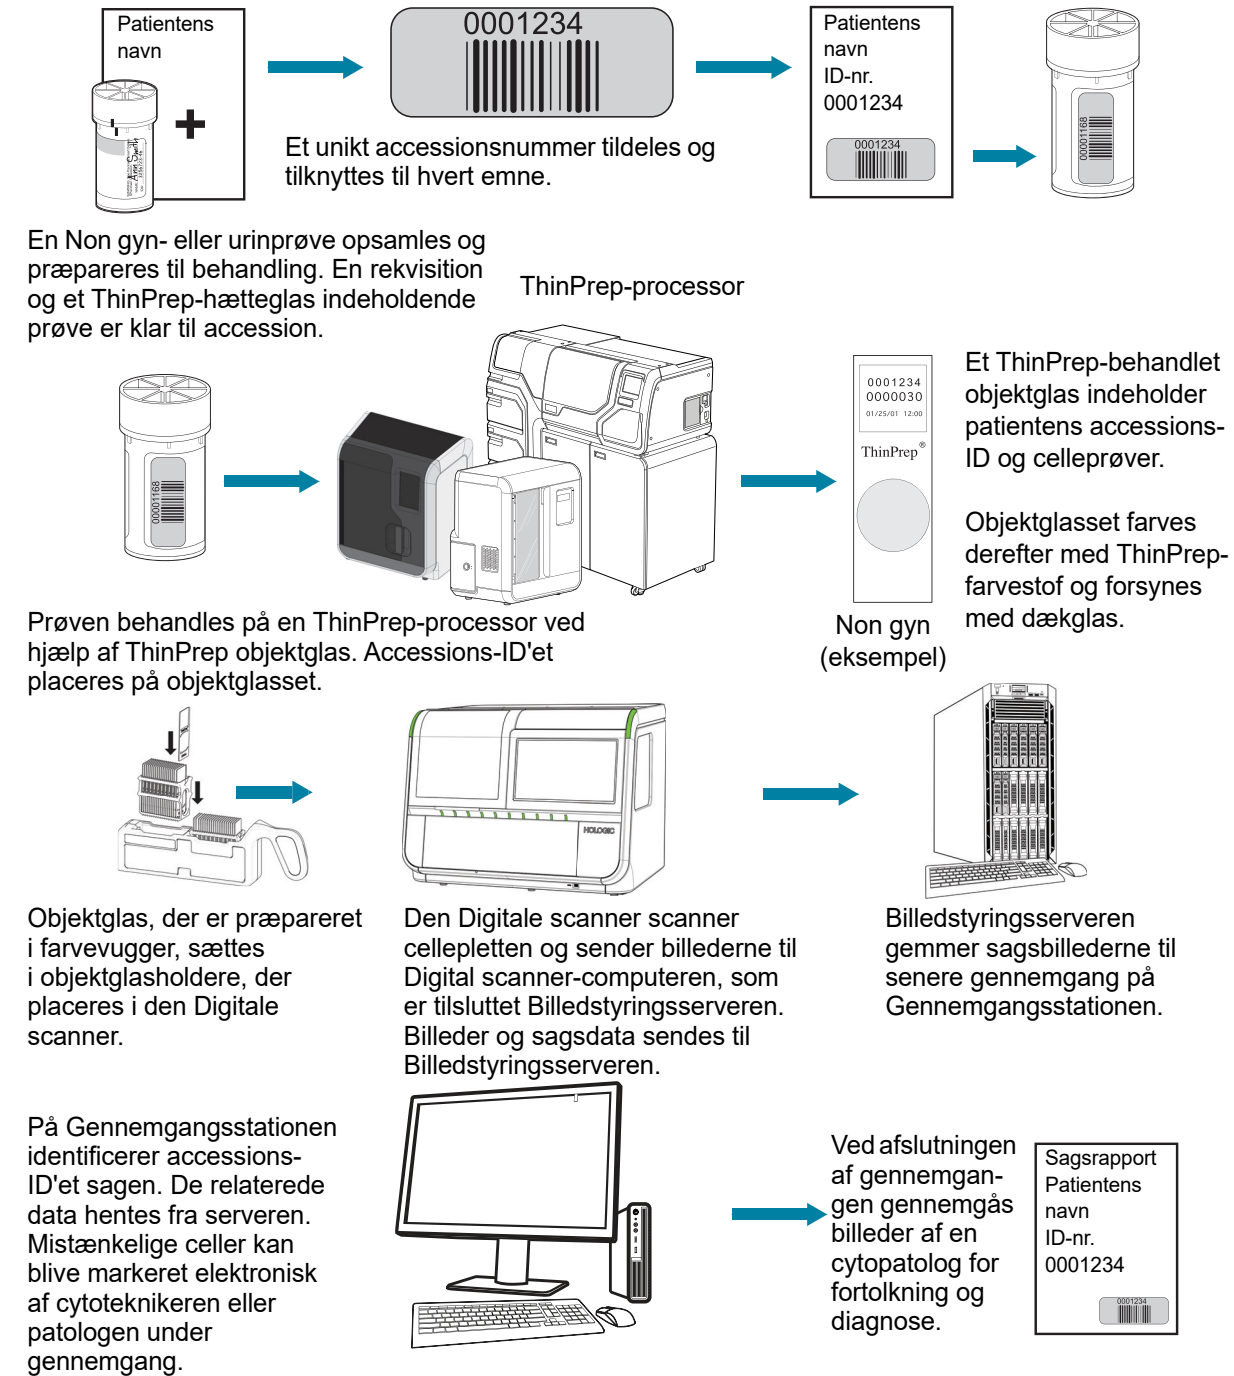 Patientens
navn
0001234
Et unikt accessionsnummer tildeles og
tilknyttes til hvert emne.
Patientens
navn
ID-nr.
0001234
0001234
00001168
En Non gyn- eller urinprøve opsamles og
præpareres til behandling. En rekvisition
og et ThinPrep-hætteglas indeholdende
prøve er klar til accession.
ThinPrep-processor
00001168
0001234
0000030
01/25/01 12:00
ThinPrep®
Non gyn
(eksempel)
Et ThinPrep-behandlet
objektglas indeholder
patientens accessions-
ID og celleprøver.
Objektglasset farves
derefter med ThinPrep-
farvestof og forsynes
med dækglas.
Prøven behandles på en ThinPrep-processor ved
hjælp af ThinPrep objektglas. Accessions-ID'et
placeres på objektglasset.
HOLOGIC
Objektglas, der er præpareret
i farvevugger, sættes
i objektglasholdere, der
placeres i den Digitale
scanner.
Den Digitale scanner scanner
cellepletten og sender billederne til
Digital scanner-computeren, som
er tilsluttet Billedstyringsserveren.
Billeder og sagsdata sendes til
Billedstyringsserveren.
Billedstyringsserveren
gemmer sagsbillederne til
senere gennemgang på
Gennemgangsstationen.
På Gennemgangsstationen
identificerer accessions-
ID'et sagen. De relaterede
data hentes fra serveren.
Mistænkelige celler kan
blive markeret elektronisk
af cytoteknikeren eller
patologen under
gennemgang.
Ved afslutningen
af gennemgan-
gen gennemgås
billeder af en
cytopatolog for
fortolkning og
diagnose.
Sagsrapport
Patientens
navn
ID-nr.
0001234
0001234